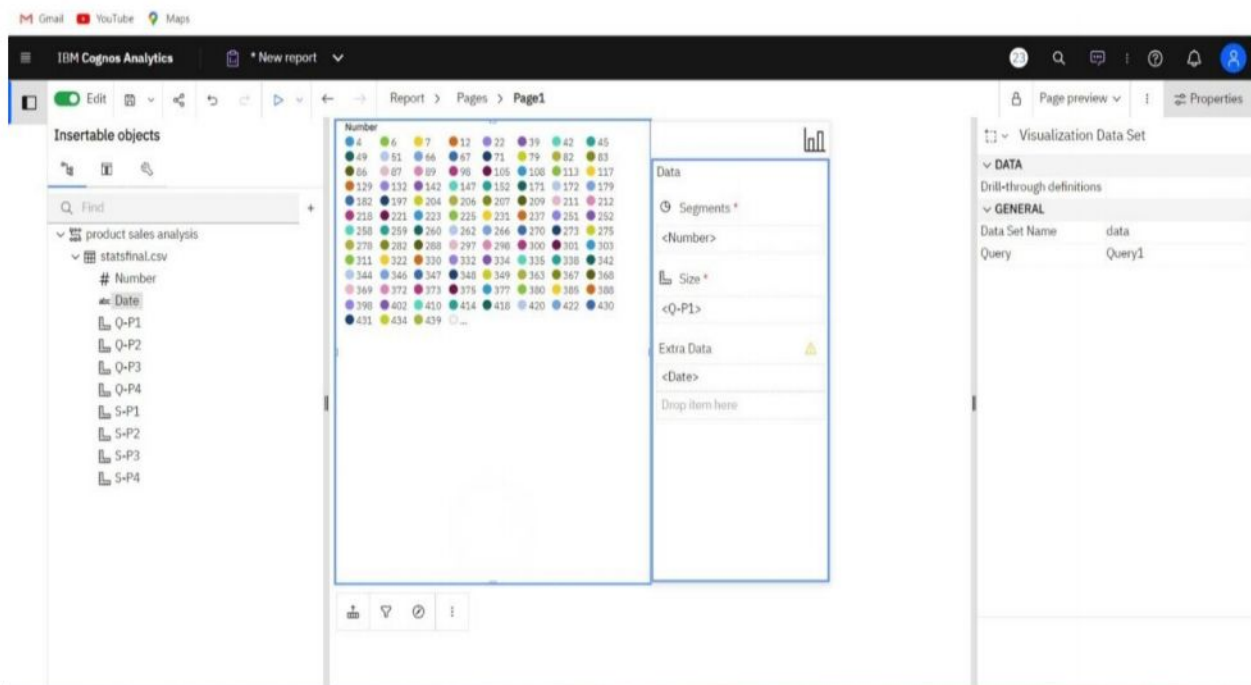 Gmail YouTube Maps
IBM Cognos Analytics * New report 23
Edit Report > Pages > Page1 Page preview Properties
Insertable objects
Find
product sales analysis
statsfinal.csv
# Number
abc Date
Q-P1
Q-P2
Q-P3
Q-P4
S-P1
S-P2
S-P3
S-P4
Number
4 6 7 12 22 39 42 45
49 51 66 67 71 79 82 83
86 87 89 98 105 108 113 117
129 132 142 147 152 171 172 179
182 197 204 206 207 209 211 212
218 221 223 225 231 237 251 252
258 259 260 262 266 270 273 275
278 282 288 297 298 300 301 303
311 322 330 332 334 335 338 342
344 346 347 348 349 363 367 368
369 372 373 375 377 380 385 388
398 402 410 414 418 420 422 430
431 434 439 ...
Data
Segments *
<Number>
Size *
<Q-P1>
Extra Data
<Date>
Drop item here
Visualization Data Set
DATA
Drill-through definitions
GENERAL
Data Set Name data
Query Query1